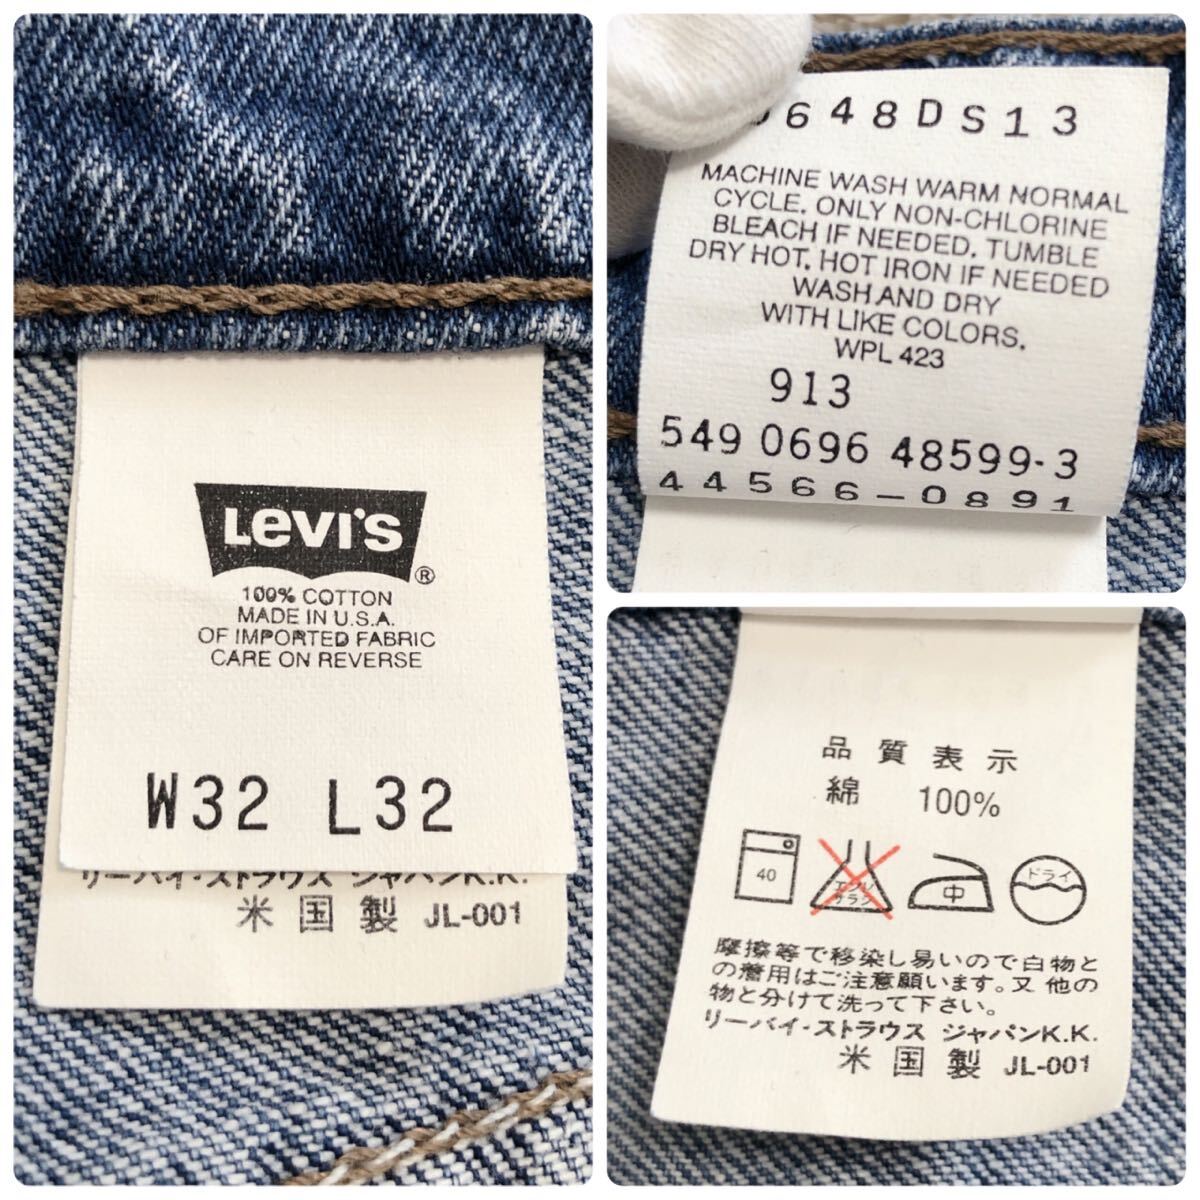 LEVI'S
®
100% COTTON
MADE IN U.S.A.
OF IMPORTED FABRIC
CARE ON REVERSE
W32 L32
リーバイ・ストラウス ジャパンK.K.
米国製 JL-001
648DS13
MACHINE WASH WARM NORMAL
CYCLE. ONLY NON-CHLORINE
BLEACH IF NEEDED. TUMBLE
DRY HOT. HOT IRON IF NEEDED
WASH AND DRY
WITH LIKE COLORS.
WPL 423
913
549 0696 48599-3
44566-0891
品質表示
綿 100%
40
エンソ
サラシ
中
ドライ
摩擦等で移染し易いので白物と
の着用はご注意願います。又 他の
物と分けて洗って下さい。
リーバイ・ストラウス ジャパンK.K.
米国製 JL-001